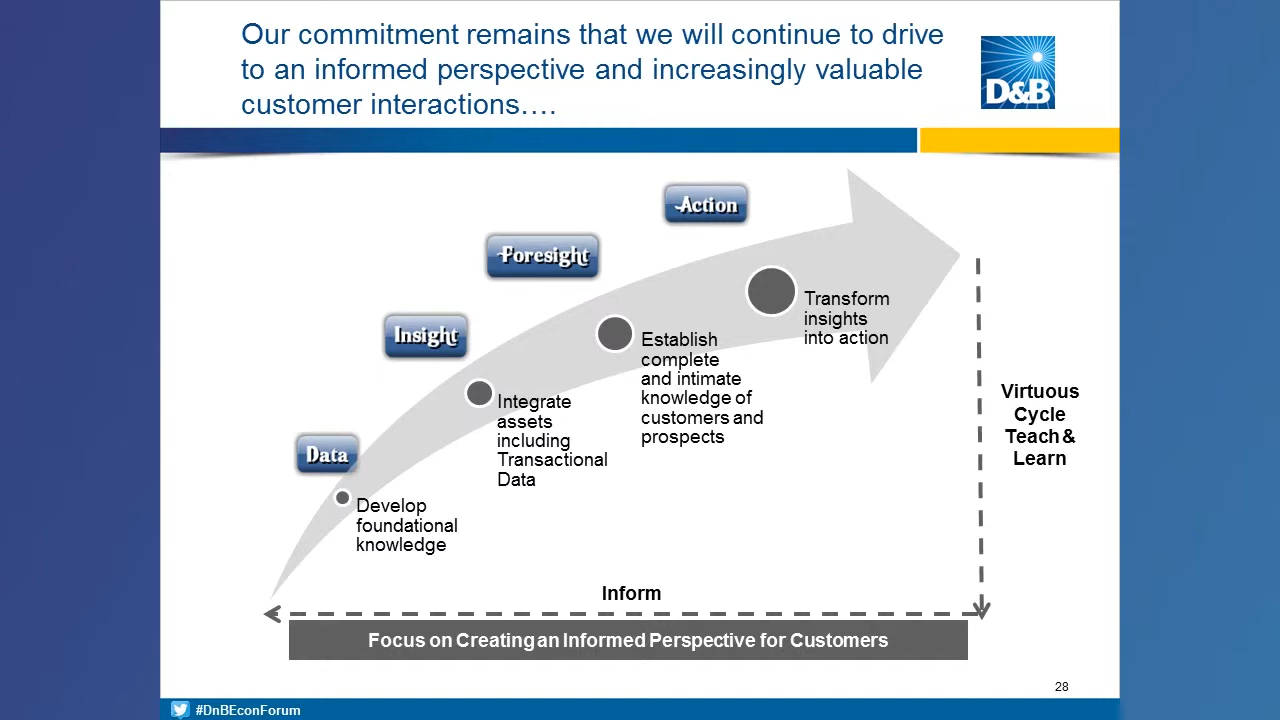 Our commitment remains that we will continue to drive
to an informed perspective and increasingly valuable
customer interactions….
D&B
Action
Foresight
Insight
Data
Transform
insights
into action
Establish
complete
and intimate
knowledge of
customers and
prospects
Integrate
assets
including
Transactional
Data
Develop
foundational
knowledge
Virtuous
Cycle
Teach &
Learn
Inform
Focus on Creating an Informed Perspective for Customers
28
#DnBEconForum